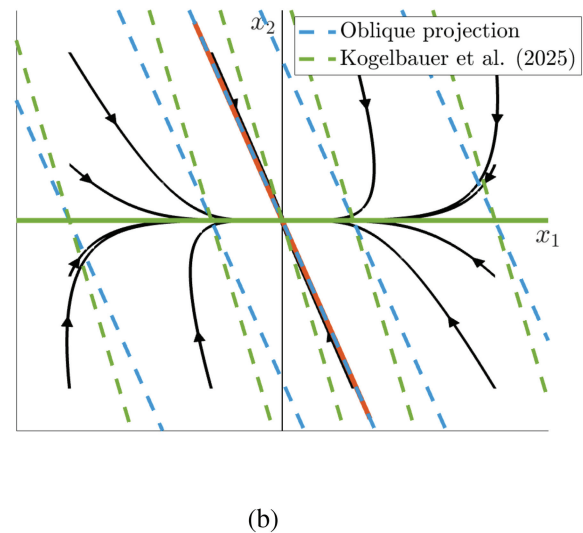 x₂
Oblique projection
Kogelbauer et al. (2025)
x₁
(b)